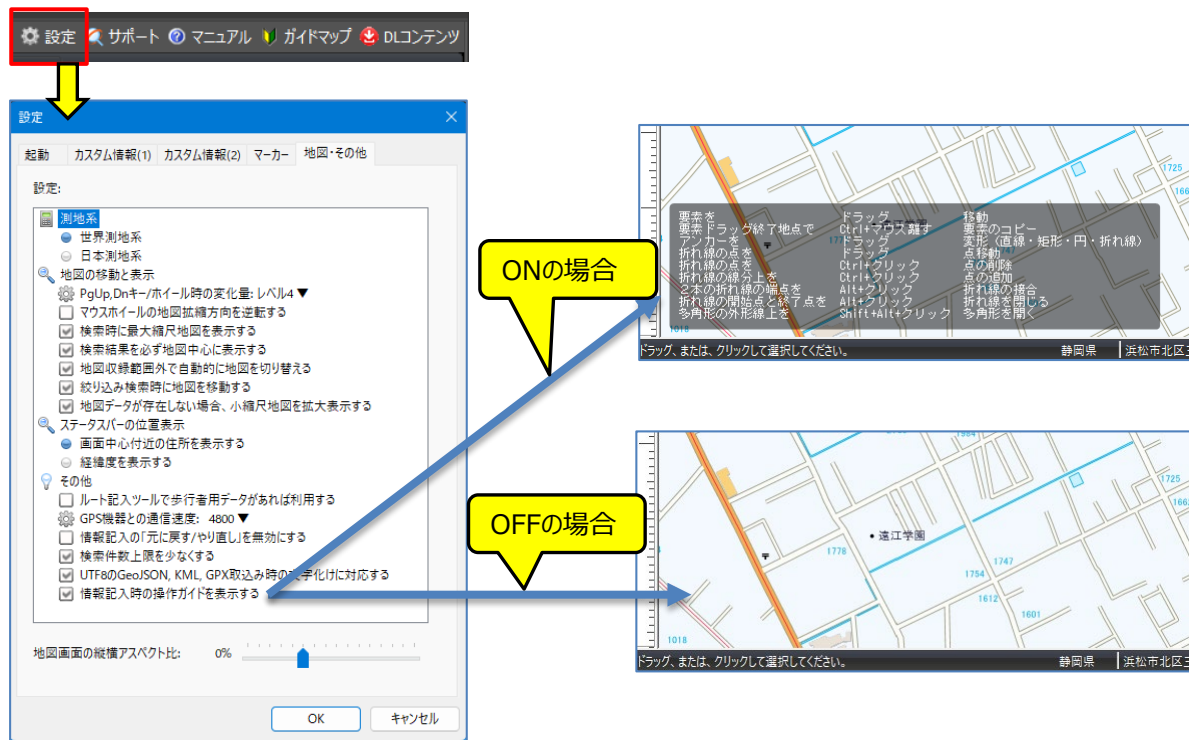 設定 サポート マニュアル ガイドマップ DLコンテンツ
設定
起動 カスタム情報(1) カスタム情報(2) マーカー 地図・その他
設定:
測地系
世界測地系
日本測地系
地図の移動と表示
PgUp,Dnキー/ホイール時の変化量: レベル4▼
マウスホイールの地図拡縮方向を逆転する
検索時に最大縮尺地図を表示する
検索結果を必ず地図中心に表示する
地図収録範囲外で自動的に地図を切り替える
絞り込み検索時に地図を移動する
地図データが存在しない場合、小縮尺地図を拡大表示する
ステータスバーの位置表示
画面中心付近の住所を表示する
経緯度を表示する
その他
ルート記入ツールで歩行者用データがあれば利用する
GPS機器との通信速度: 4800▼
情報記入の「元に戻す/やり直し」を無効にする
検索件数上限を少なくする
UTF8のGeoJSON, KML, GPX取込み時の文字化けに対応する
情報記入時の操作ガイドを表示する
地図画面の縦横アスペクト比: 0%
OK キャンセル
ONの場合
OFFの場合
1725
166
要素を ドラッグ 移動
要素ドラッグ終了地点で Ctrl+マウス離す 要素のコピー
アンカーを ドラッグ 変形（直線・矩形・円・折れ線）
折れ線の点を ドラッグ 点移動
折れ線の点を Ctrl+クリック 点の削除
折れ線の線分上を Ctrl+クリック 点の追加
２本の折れ線の端点を Alt+クリック 折れ線の接合
折れ線の開始点と終了点を Alt+クリック 折れ線を閉じる
多角形の外形線上を Shift+Alt+クリック 多角形を開く
1018
ドラッグ、または、クリックして選択してください。 静岡県 浜松市北区三
1725
166
遠江学園
1778
1747
1754
1612
1601
1018
ドラッグ、または、クリックして選択してください。 静岡県 浜松市北区三